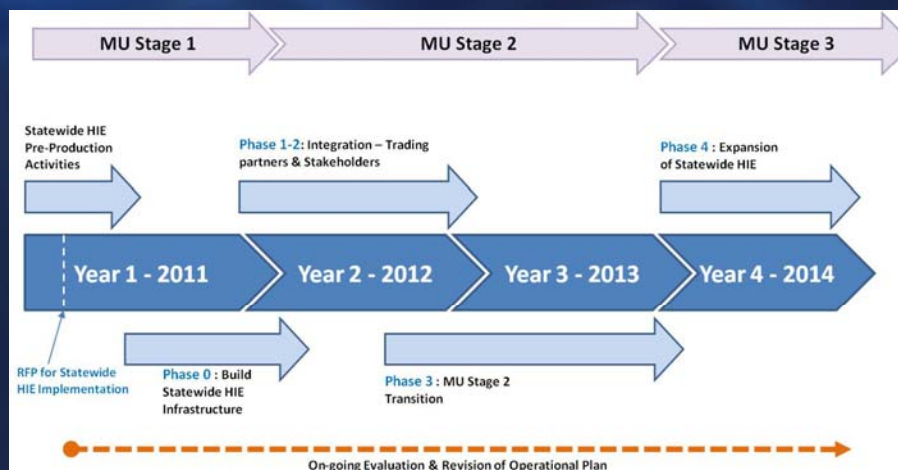 MU Stage 1
MU Stage 2
MU Stage 3
Statewide HIE
Pre-Production
Activities
Phase 1-2: Integration – Trading
partners & Stakeholders
Phase 4 : Expansion
of Statewide HIE
Year 1 - 2011
Year 2 - 2012
Year 3 - 2013
Year 4 - 2014
RFP for Statewide
HIE Implementation
Phase 0 : Build
Statewide HIE
Infrastructure
Phase 3 : MU Stage 2
Transition
On-going Evaluation & Revision of Operational Plan